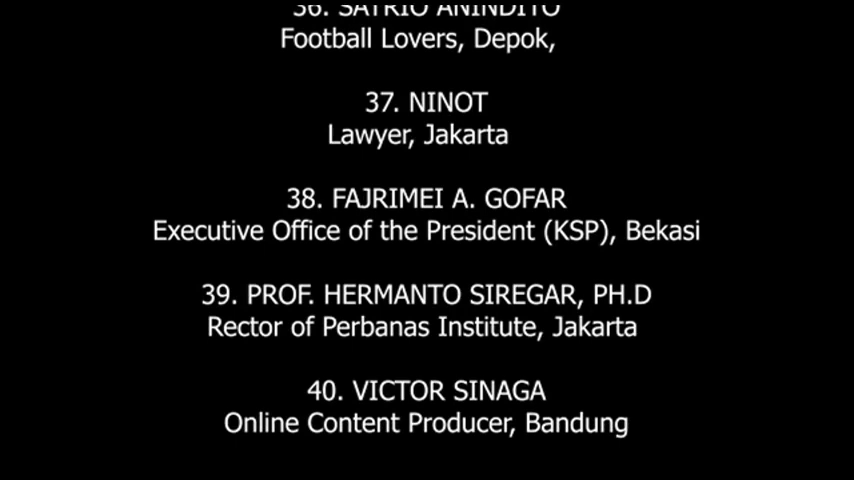 36. SATRIO ANINDITO
Football Lovers, Depok,
37. NINOT
Lawyer, Jakarta
38. FAJRIMEI A. GOFAR
Executive Office of the President (KSP), Bekasi
39. PROF. HERMANTO SIREGAR, PH.D
Rector of Perbanas Institute, Jakarta
40. VICTOR SINAGA
Online Content Producer, Bandung